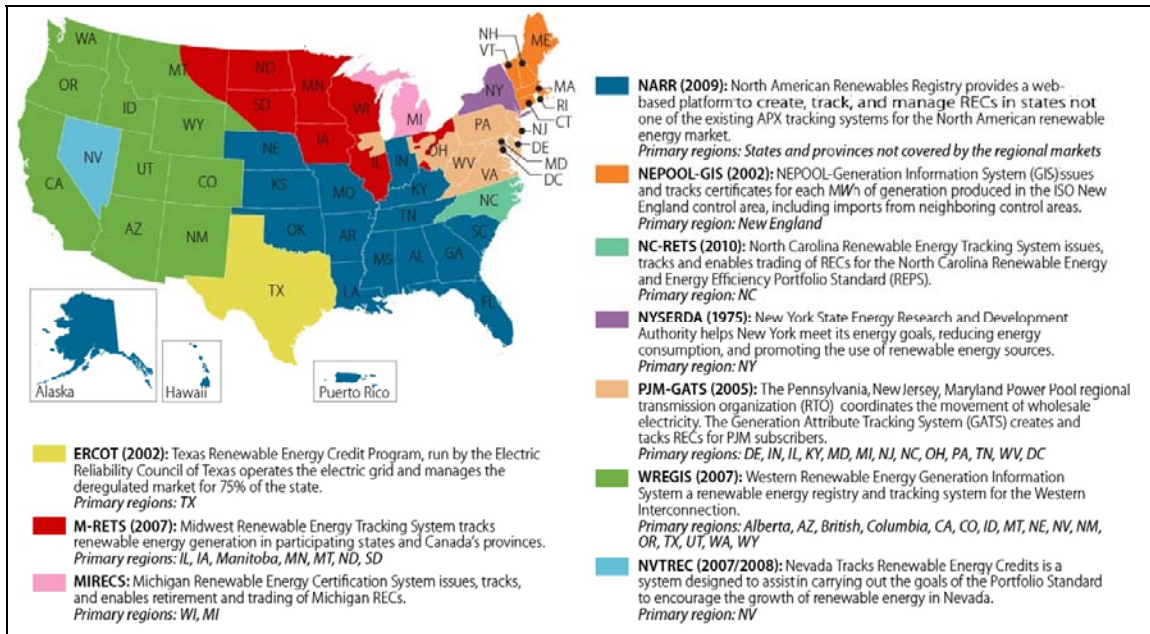 WA
OR
CA
NV
ID
MT
WY
UT
CO
AZ
NM
ND
SD
NE
KS
OK
TX
MN
IA
MO
AR
LA
WI
IL
MI
IN
OH
KY
TN
MS
AL
GA
FL
SC
NC
VA
WV
PA
NY
VT
NH
ME
MA
RI
CT
NJ
DE
MD
DC
Alaska
Hawaii
Puerto Rico
ERCOT (2002): Texas Renewable Energy Credit Program, run by the Electric
Reliability Council of Texas operates the electric grid and manages the
deregulated market for 75% of the state.
Primary regions: TX
M-RETS (2007): Midwest Renewable Energy Tracking System tracks
renewable energy generation in participating states and Canada's provinces.
Primary regions: IL, IA, Manitoba, MN, MT, ND, SD
MIRECS: Michigan Renewable Energy Certification System issues, tracks,
and enables retirement and trading of Michigan RECs.
Primary regions: WI, MI
NARR (2009): North American Renewables Registry provides a web-
based platform to create, track, and manage RECs in states not
one of the existing APX tracking systems for the North American renewable
energy market.
Primary regions: States and provinces not covered by the regional markets
NEPOOL-GIS (2002): NEPOOL-Generation Information System (GIS)issues
and tracks certificates for each MWh of generation produced in the ISO New
England control area, including imports from neighboring control areas.
Primary region: New England
NC-RETS (2010): North Carolina Renewable Energy Tracking System issues,
tracks and enables trading of RECs for the North Carolina Renewable Energy
and Energy Efficiency Portfolio Standard (REPS).
Primary region: NC
NYSERDA (1975): New York State Energy Research and Development
Authority helps New York meet its energy goals, reducing energy
consumption, and promoting the use of renewable energy sources.
Primary region: NY
PJM-GATS (2005): The Pennsylvania, New Jersey, Maryland Power Pool regional
transmission organization (RTO) coordinates the movement of wholesale
electricity. The Generation Attribute Tracking System (GATS) creates and
tacks RECs for PJM subscribers.
Primary regions: DE, IN, IL, KY, MD, MI, NJ, NC, OH, PA, TN, WV, DC
WREGIS (2007): Western Renewable Energy Generation Information
System a renewable energy registry and tracking system for the Western
Interconnection.
Primary regions: Alberta, AZ, British, Columbia, CA, CO, ID, MT, NE, NV, NM,
OR, TX, UT, WA, WY
NVTREC (2007/2008): Nevada Tracks Renewable Energy Credits is a
system designed to assist in carrying out the goals of the Portfolio Standard
to encourage the growth of renewable energy in Nevada.
Primary region: NV